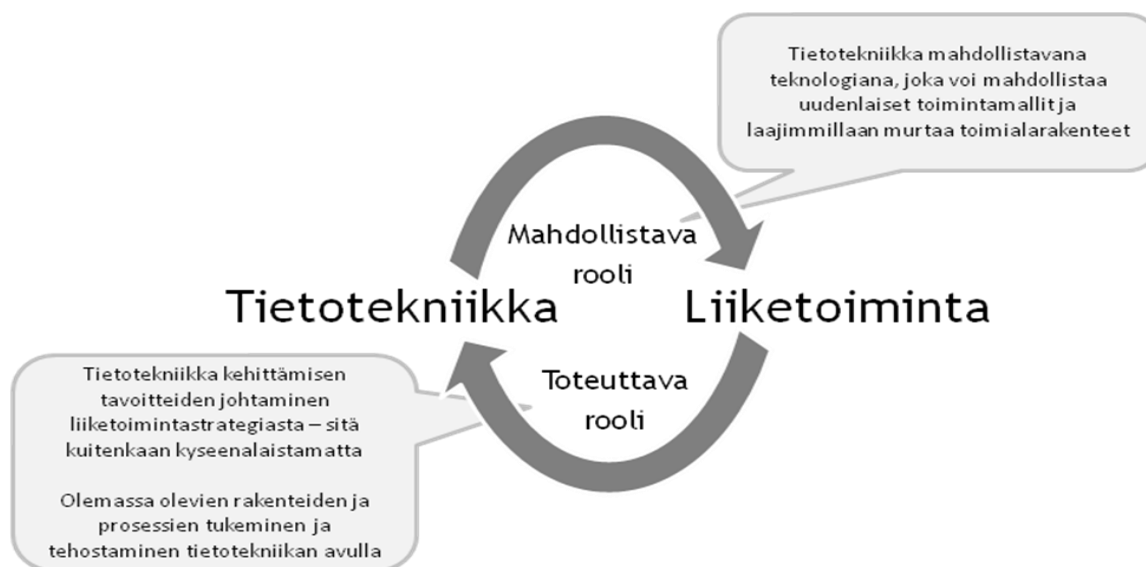 Tietotekniikka mahdollistavana
teknologiana, joka voi mahdollistaa
uudenlaiset toimintamallit ja
laajimmillaan murtaa toimialarakenteet
Mahdollistava
rooli
Tietotekniikka
Liiketoiminta
Toteuttava
rooli
Tietotekniikka kehittämisen
tavoitteiden johtaminen
liiketoimintastrategiasta – sitä
kuitenkaan kyseenalaistamatta
Olemassa olevien rakenteiden ja
prosessien tukeminen ja
tehostaminen tietotekniikan avulla